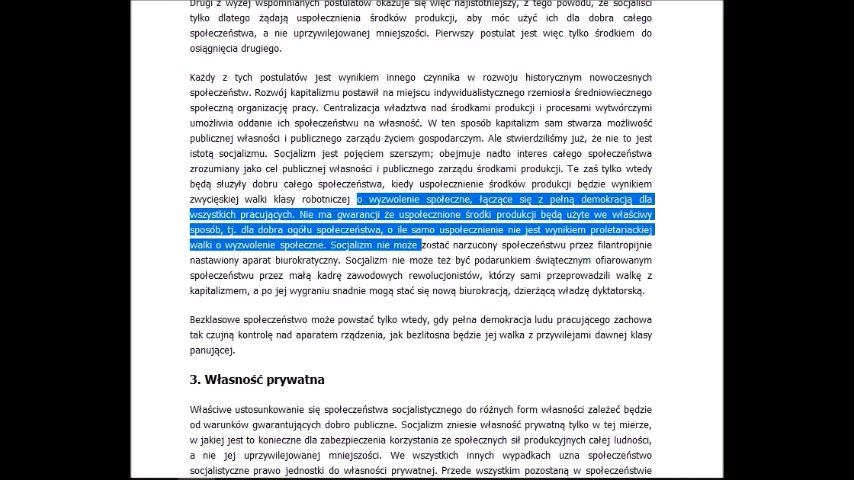 Drugi z wyżej wspomnianych postulatów okazuje się więc najistotniejszy, z tego powodu, że socjaliści
tylko dlatego żądają uspołecznienia środków produkcji, aby móc użyć ich dla dobra całego
społeczeństwa, a nie uprzywilejowanej mniejszości. Pierwszy postulat jest więc tylko środkiem do
osiągnięcia drugiego.
Każdy z tych postulatów jest wynikiem innego czynnika w rozwoju historycznym nowoczesnych
społeczeństw. Rozwój kapitalizmu postawił na miejscu indywidualistycznego rzemiosła średniowiecznego
społeczną organizację pracy. Centralizacja władztwa nad środkami produkcji i procesami wytwórczymi
umożliwia oddanie ich społeczeństwu na własność. W ten sposób kapitalizm sam stwarza możliwość
publicznej własności i publicznego zarządu życiem gospodarczym. Ale stwierdziliśmy już, że nie to jest
istotą socjalizmu. Socjalizm jest pojęciem szerszym; obejmuje nadto interes całego społeczeństwa
zrozumiany jako cel publicznej własności i publicznego zarządu środkami produkcji. Te zaś tylko wtedy
będą służyły dobru całego społeczeństwa, kiedy uspołecznienie środków produkcji będzie wynikiem
zwycięskiej walki klasy robotniczej o wyzwolenie społeczne, łączące się z pełną demokracją dla
wszystkich pracujących. Nie ma gwarancji że uspołecznione środki produkcji będą użyte we właściwy
sposób, tj. dla dobra ogółu społeczeństwa, o ile samo uspołecznienie nie jest wynikiem proletariackiej
walki o wyzwolenie społeczne. Socjalizm nie może zostać narzucony społeczeństwu przez filantropijnie
nastawiony aparat biurokratyczny. Socjalizm nie może też być podarunkiem świątecznym ofiarowanym
społeczeństwu przez małą kadrę zawodowych rewolucjonistów, którzy sami przeprowadzili walkę z
kapitalizmem, a po jej wygraniu snadnie mogą stać się nową biurokracją, dzierżącą władzę dyktatorską.
Bezklasowe społeczeństwo może powstać tylko wtedy, gdy pełna demokracja ludu pracującego zachowa
tak czujną kontrolę nad aparatem rządzenia, jak bezlitosna będzie jej walka z przywilejami dawnej klasy
panującej.
3. Własność prywatna
Właściwe ustosunkowanie się społeczeństwa socjalistycznego do różnych form własności zależeć będzie
od warunków gwarantujących dobro publiczne. Socjalizm zniesie własność prywatną tylko w tej mierze,
w jakiej jest to konieczne dla zabezpieczenia korzystania ze społecznych sił produkcyjnych całej ludności,
a nie jej uprzywilejowanej mniejszości. We wszystkich innych wypadkach uzna społeczeństwo
socjalistyczne prawo jednostki do własności prywatnej. Przede wszystkim pozostaną w społeczeństwie